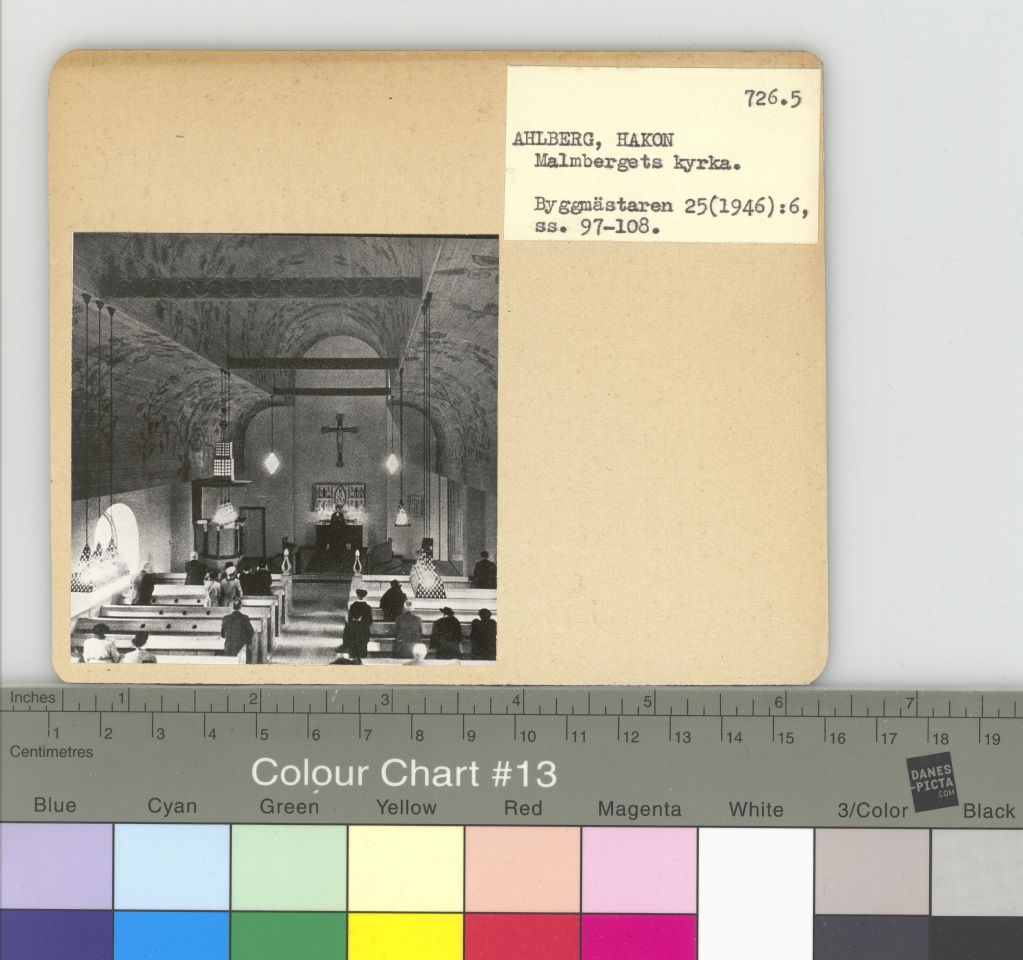 726.5
AHLBERG, HAKON
Malmbergets kyrka.
Byggmästaren 25(1946):6,
ss. 97-108.
Inches 1 2 3 4 5 6 7
1 2 3 4 5 6 7 8 9 10 11 12 13 14 15 16 17 18 19
Centimetres
Colour Chart #13
DANES
-PICTA
.COM
Blue Cyan Green Yellow Red Magenta White 3/Color Black